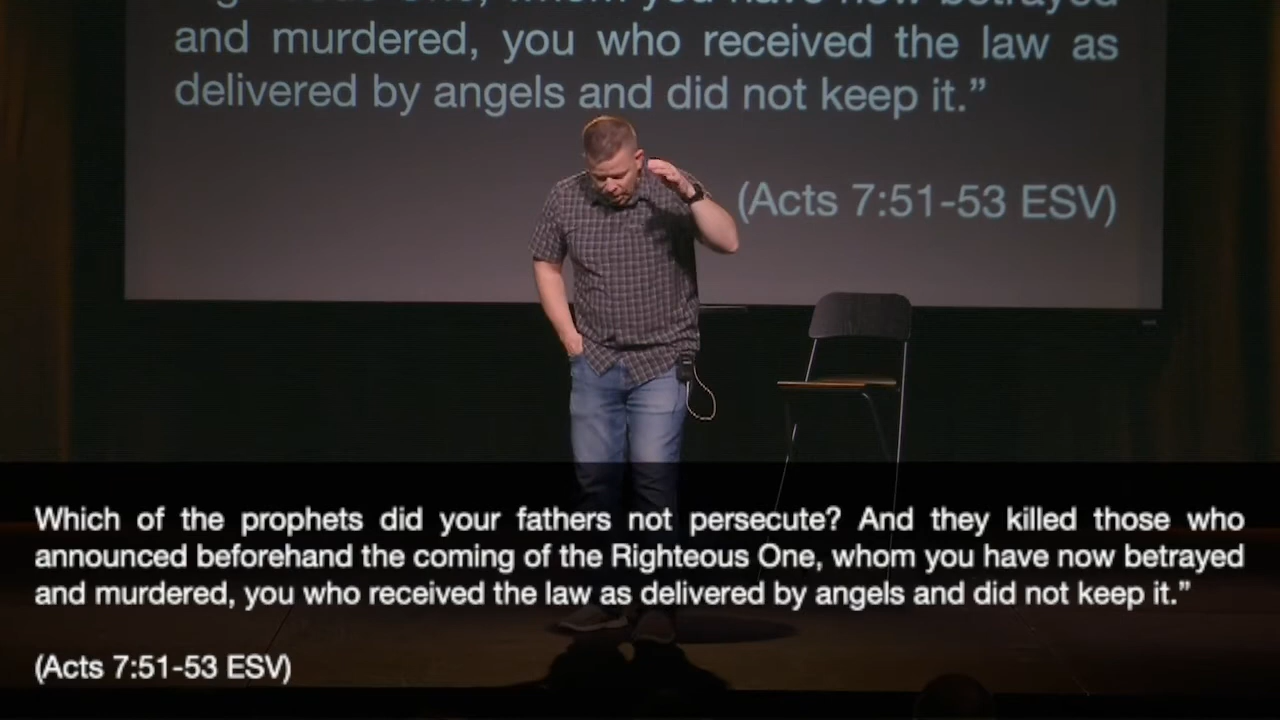 and murdered, you who received the law as
delivered by angels and did not keep it.”
(Acts 7:51-53 ESV)
Which of the prophets did your fathers not persecute? And they killed those who
announced beforehand the coming of the Righteous One, whom you have now betrayed
and murdered, you who received the law as delivered by angels and did not keep it.”
(Acts 7:51-53 ESV)